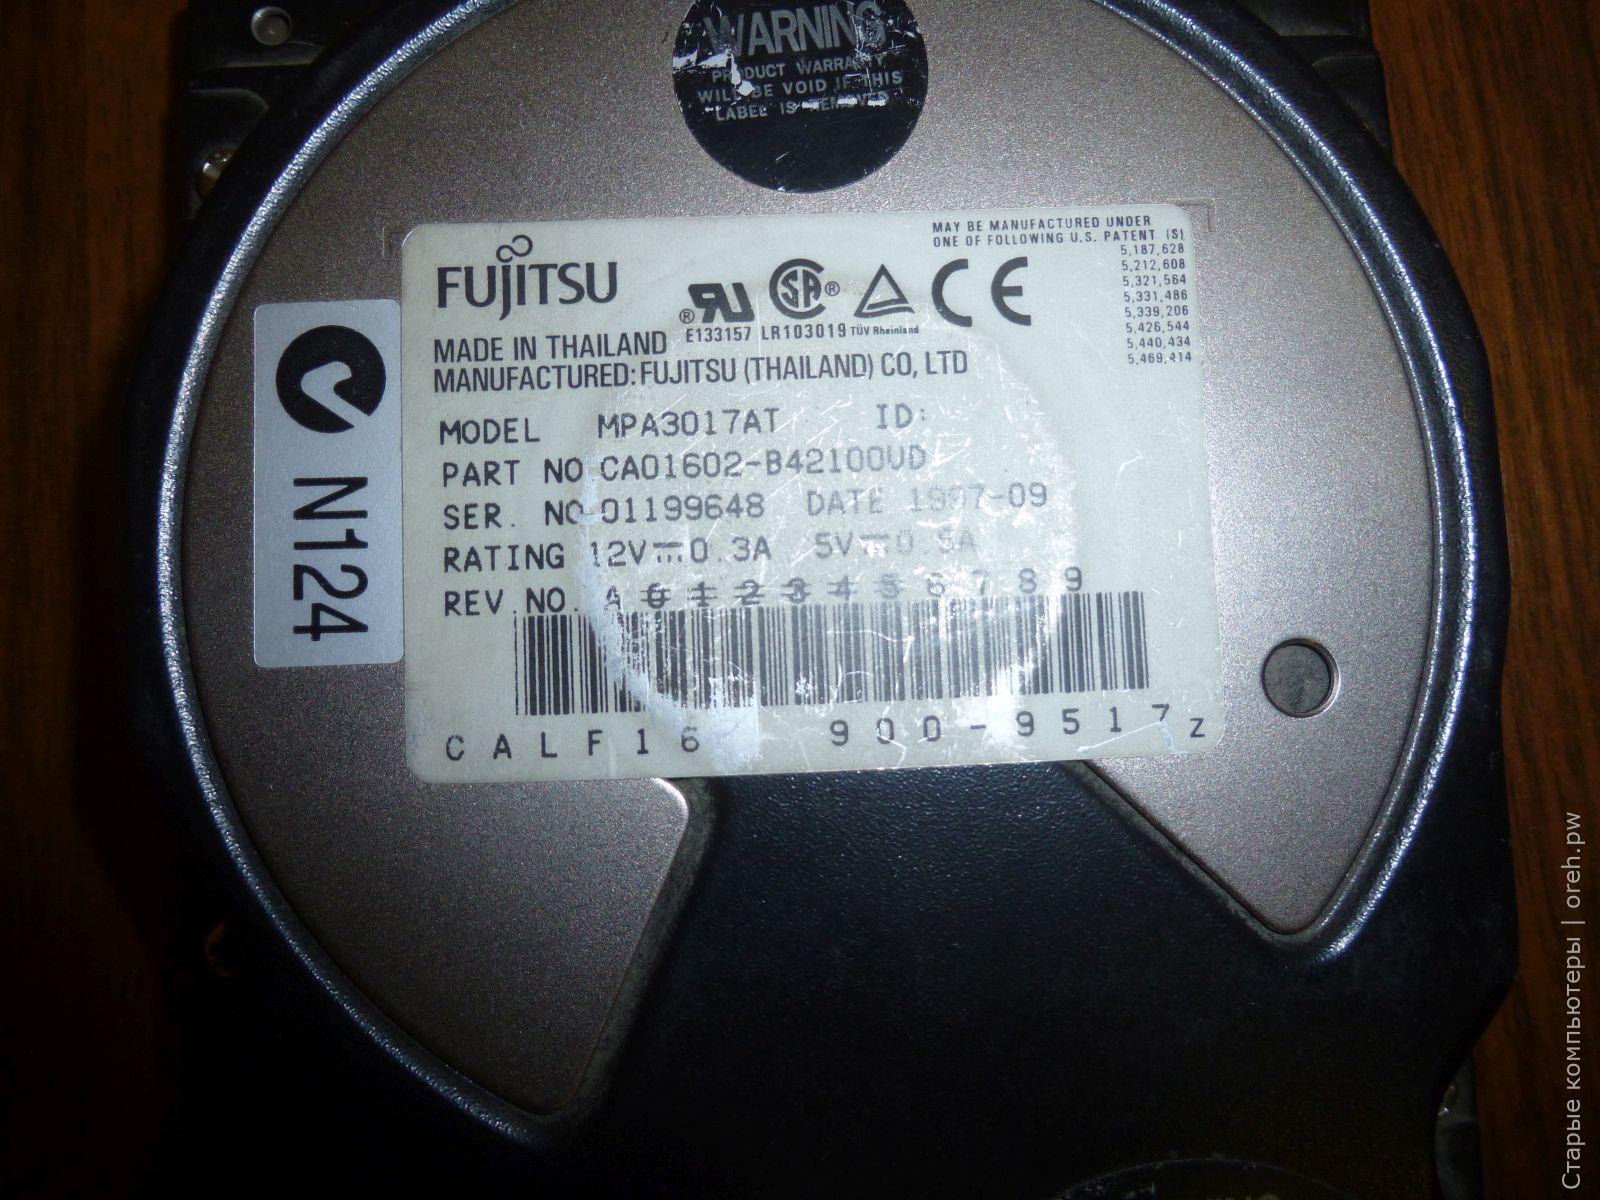 WARNING
PRODUCT WARRANTY
WILL BE VOID IF THIS
LABEL IS REMOVED
MAY BE MANUFACTURED UNDER
ONE OF FOLLOWING U.S. PATENT (S)
5,187,628
5,212,608
5,321,564
5,331,486
5,339,206
5,426,544
5,440,434
5,469,414
FUJITSU
E133157 LR103019 TÜV Rheinland
MADE IN THAILAND
MANUFACTURED: FUJITSU (THAILAND) CO, LTD
MODEL MPA3017AT ID:
PART NO CA01602-B42100UD
SER. NO 01199648 DATE 1997-09
RATING 12V⎓0.3A 5V⎓0.5A
REV.NO. A 0 1 2 3 4 5 6 7 8 9
CALF16 900-9517z
N124
Старые компьютеры | oreh.pw